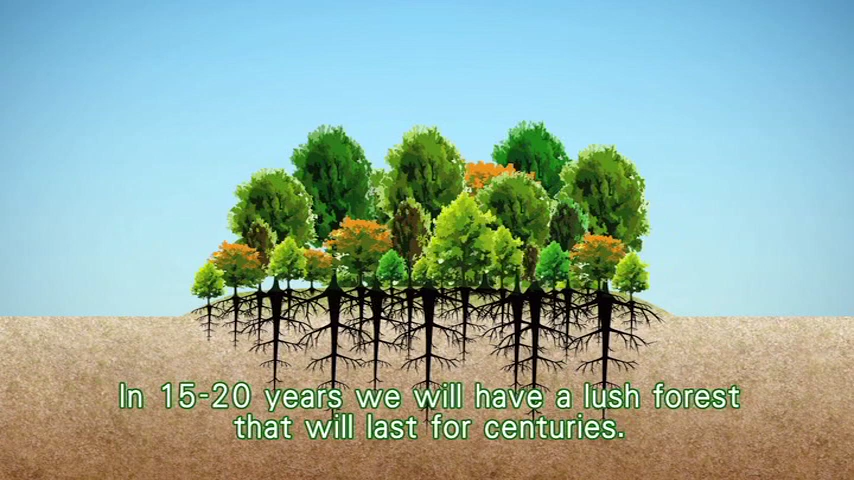 In 15-20 years we will have a lush forest
that will last for centuries.